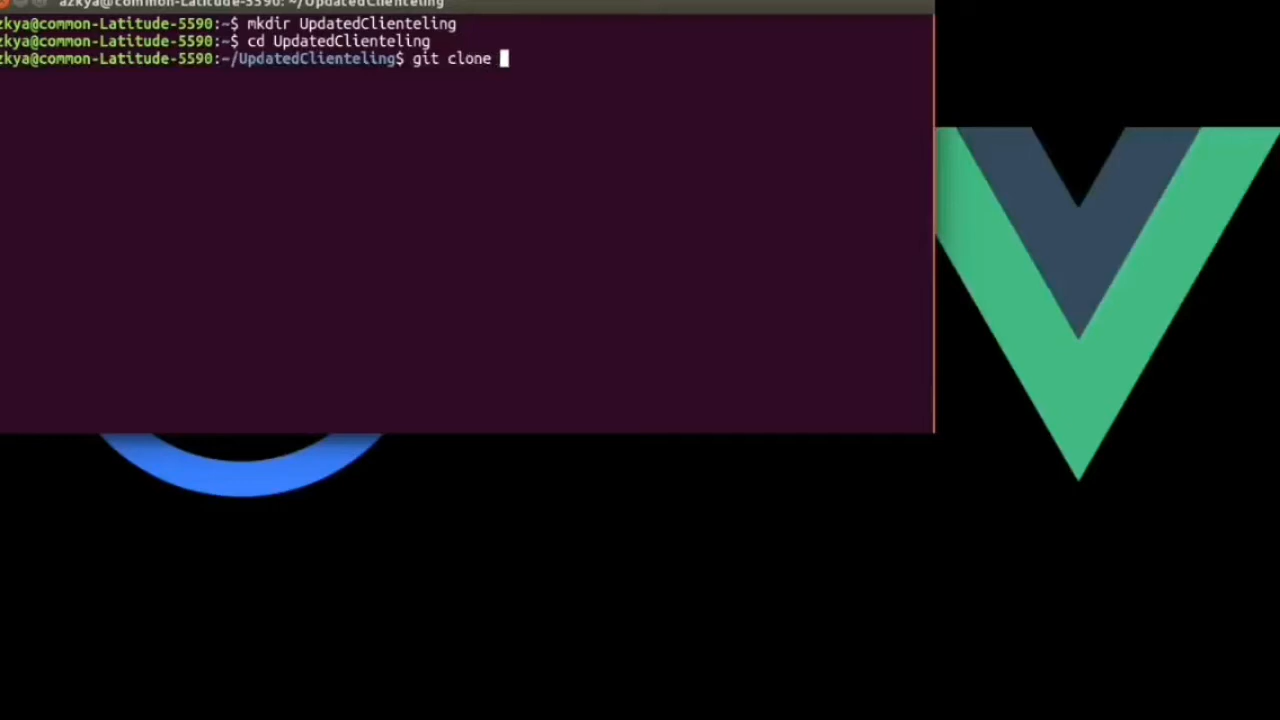 azkya@common-Latitude-5590: ~/UpdatedClienteling
zkya@common-Latitude-5590:~$ mkdir UpdatedClienteling
zkya@common-Latitude-5590:~$ cd UpdatedClienteling
zkya@common-Latitude-5590:~/UpdatedClienteling$ git clone